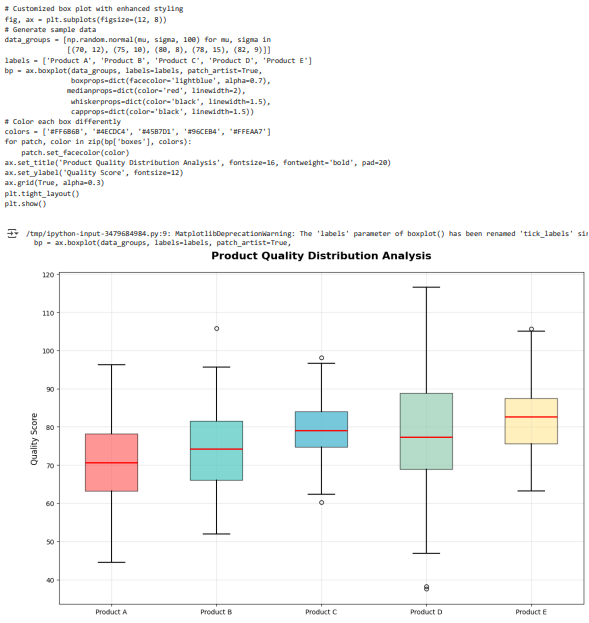 # Customized box plot with enhanced styling
fig, ax = plt.subplots(figsize=(12, 8))
# Generate sample data
data_groups = [np.random.normal(mu, sigma, 100) for mu, sigma in
[(70, 12), (75, 10), (80, 8), (78, 15), (82, 9)]]
labels = ['Product A', 'Product B', 'Product C', 'Product D', 'Product E']
bp = ax.boxplot(data_groups, labels=labels, patch_artist=True,
boxprops=dict(facecolor='lightblue', alpha=0.7),
medianprops=dict(color='red', linewidth=2),
whiskerprops=dict(color='black', linewidth=1.5),
capprops=dict(color='black', linewidth=1.5))
# Color each box differently
colors = ['#FF6B6B', '#4ECDC4', '#45B7D1', '#96CEB4', '#FFEAA7']
for patch, color in zip(bp['boxes'], colors):
patch.set_facecolor(color)
ax.set_title('Product Quality Distribution Analysis', fontsize=16, fontweight='bold', pad=20)
ax.set_ylabel('Quality Score', fontsize=12)
ax.grid(True, alpha=0.3)
plt.tight_layout()
plt.show()
/tmp/ipython-input-3479684984.py:9: MatplotlibDeprecationWarning: The 'labels' parameter of boxplot() has been renamed 'tick_labels'
bp = ax.boxplot(data_groups, labels=labels, patch_artist=True,
Product Quality Distribution Analysis
120
110
100
90
80
70
60
50
40
Quality Score
Product A
Product B
Product C
Product D
Product E